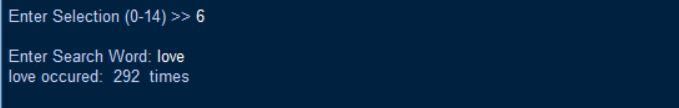 Enter Selection (0-14) >> 6
Enter Search Word: love
love occured:  292  times